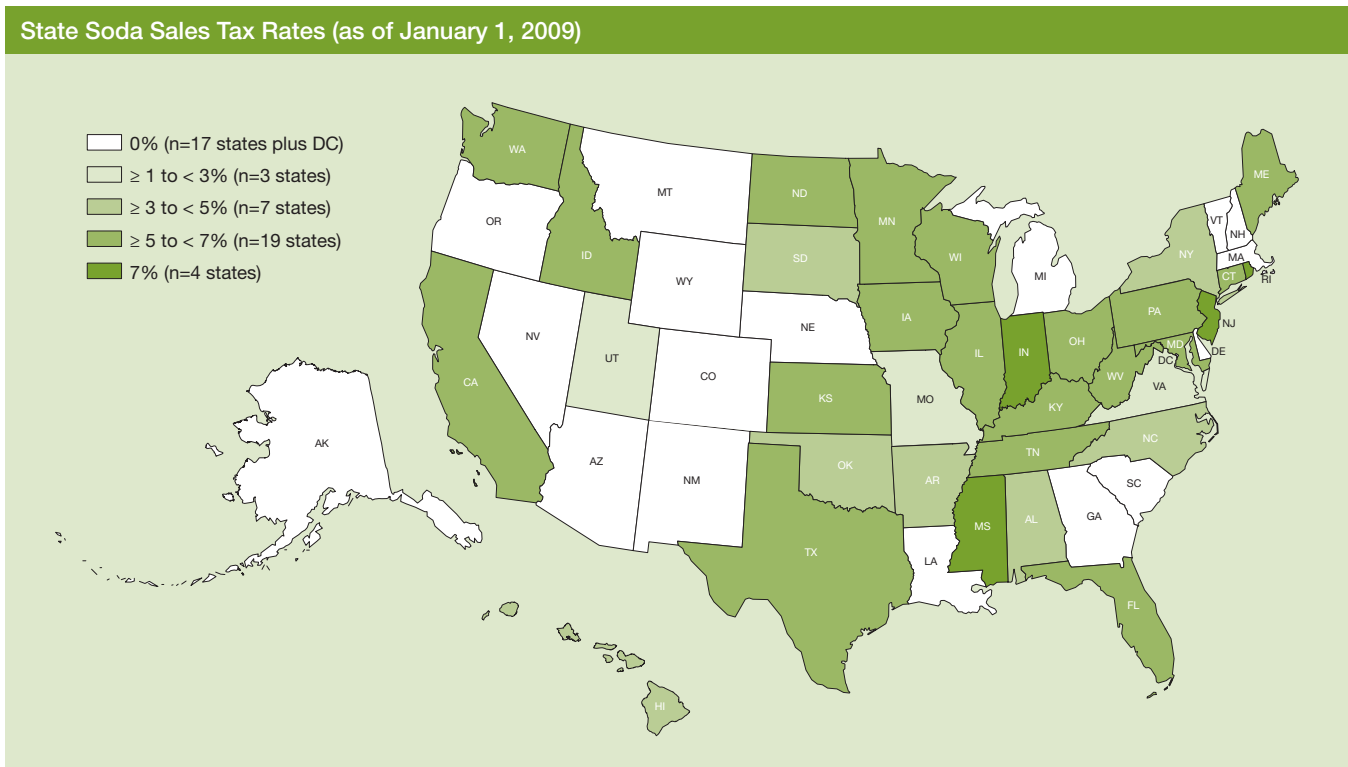 State Soda Sales Tax Rates (as of January 1, 2009)
0% (n=17 states plus DC)
≥ 1 to < 3% (n=3 states)
≥ 3 to < 5% (n=7 states)
≥ 5 to < 7% (n=19 states)
7% (n=4 states)
WA
MT
ND
MN
ME
OR
ID
SD
WI
NY
VT
NH
MA
CT
RI
WY
MI
NV
UT
NE
IA
PA
NJ
CA
CO
KS
MO
IL
IN
OH
MD
DE
DC
WV
VA
KY
AK
AZ
NM
OK
AR
TN
NC
SC
TX
LA
MS
AL
GA
FL
HI